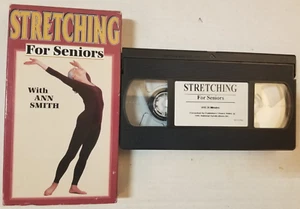 STRETCHING
For Seniors
With
ANN
SMITH
STRETCHING
For Seniors